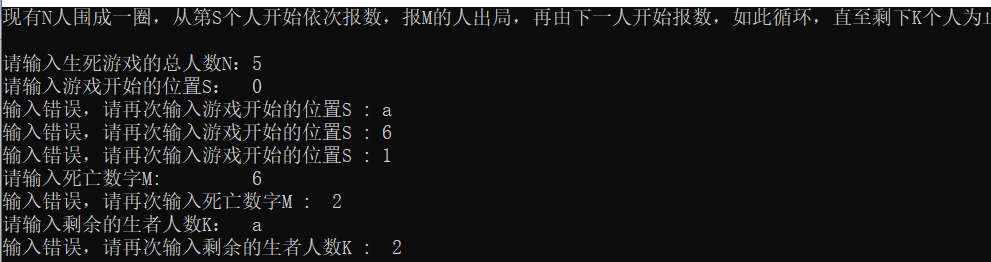 现有N人围成一圈，从第S个人开始依次报数，报M的人出局，再由下一人开始报数，如此循环，直至剩下K个人为
请输入生死游戏的总人数N：5
请输入游戏开始的位置S： 0
输入错误，请再次输入游戏开始的位置S : a
输入错误，请再次输入游戏开始的位置S : 6
输入错误，请再次输入游戏开始的位置S : 1
请输入死亡数字M: 6
输入错误，请再次输入死亡数字M : 2
请输入剩余的生者人数K： a
输入错误，请再次输入剩余的生者人数K : 2